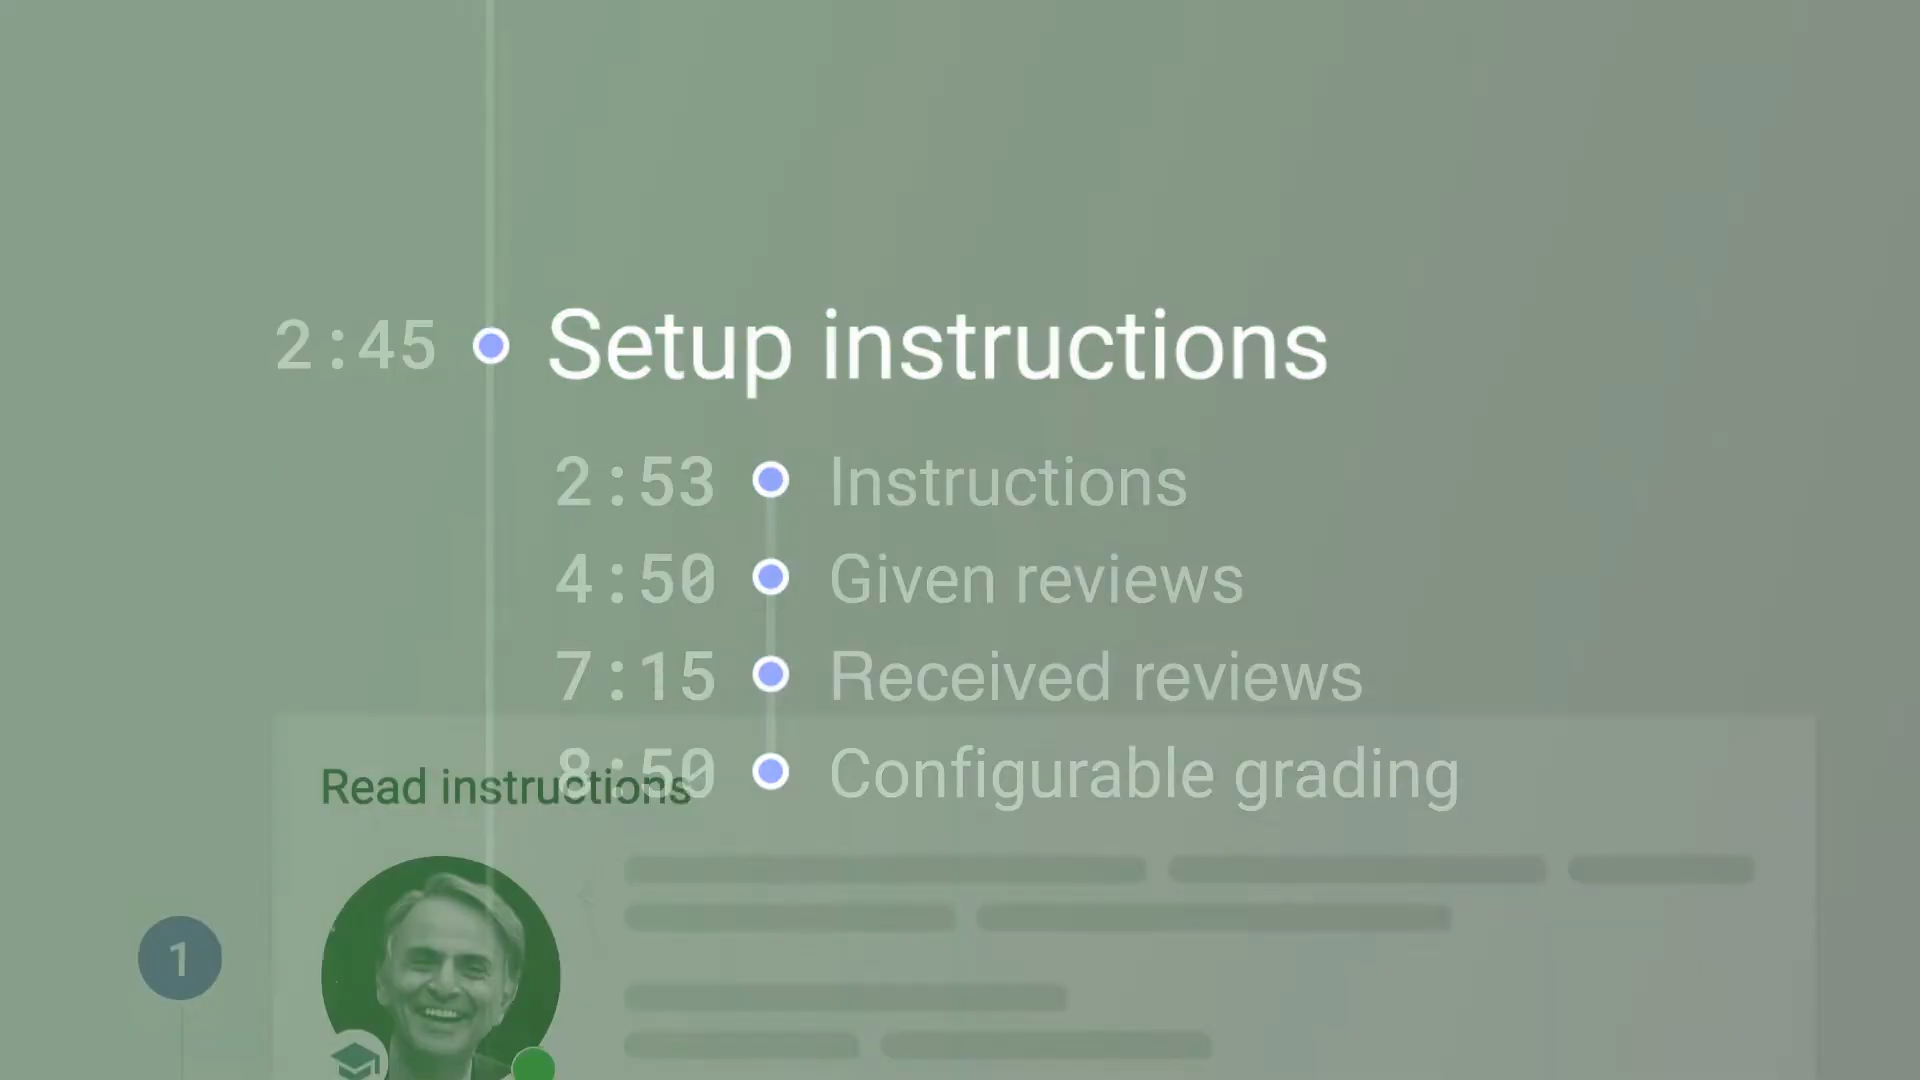 2:45 Setup instructions
2:53 Instructions
4:50 Given reviews
7:15 Received reviews
8:50 Configurable grading
Read instructions
1